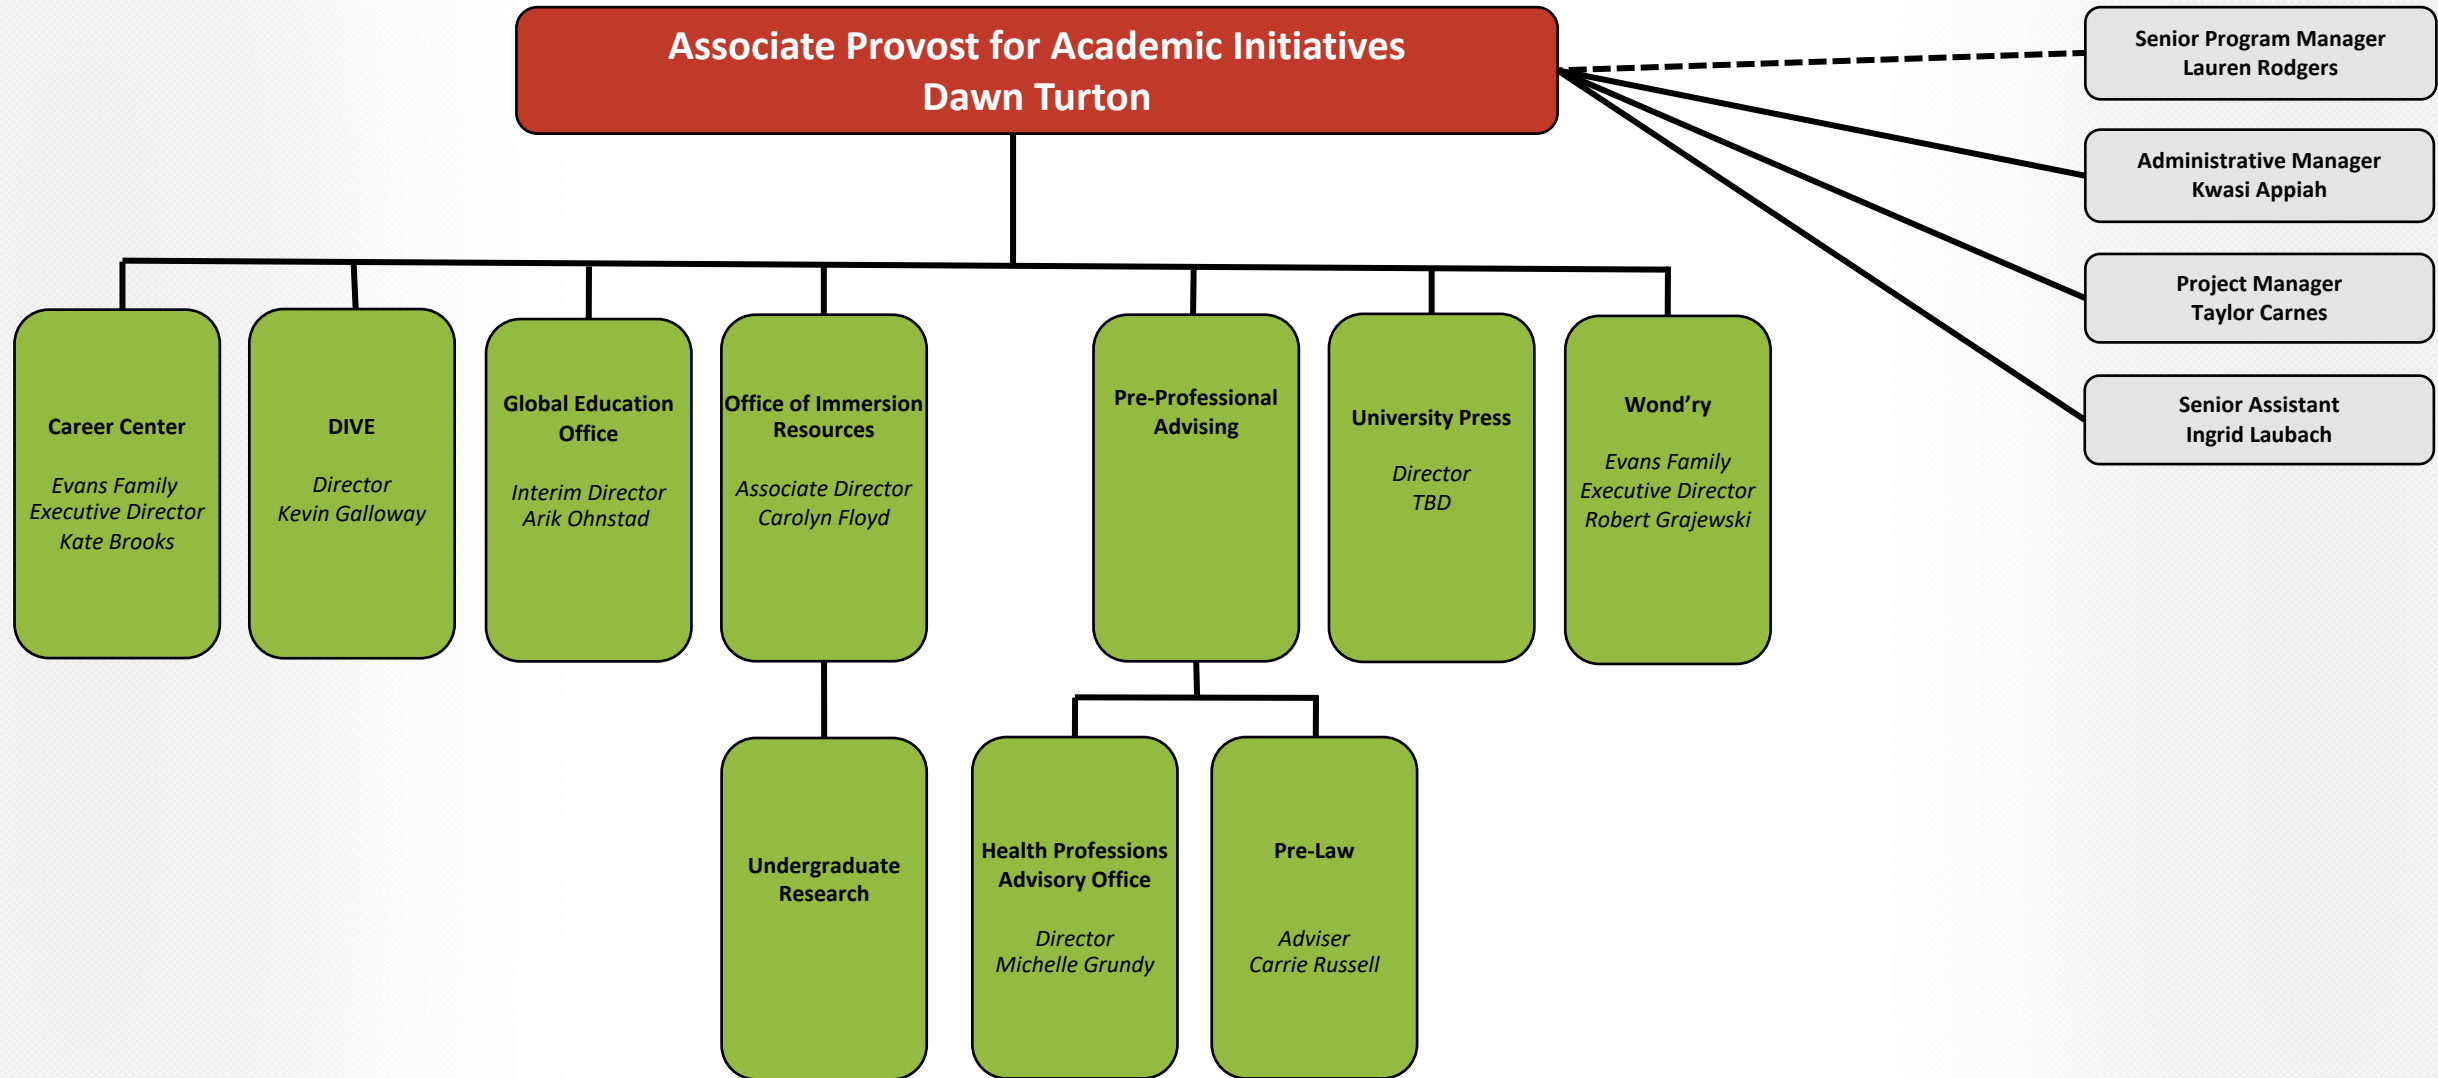 Associate Provost for Academic Initiatives
Dawn Turton
Senior Program Manager
Lauren Rodgers
Administrative Manager
Kwasi Appiah
Project Manager
Taylor Carnes
Senior Assistant
Ingrid Laubach
Career Center
Evans Family
Executive Director
Kate Brooks
DIVE
Director
Kevin Galloway
Global Education
Office
Interim Director
Arik Ohnstad
Office of Immersion
Resources
Associate Director
Carolyn Floyd
Pre-Professional
Advising
University Press
Director
TBD
Wond’ry
Evans Family
Executive Director
Robert Grajewski
Undergraduate
Research
Health Professions
Advisory Office
Director
Michelle Grundy
Pre-Law
Adviser
Carrie Russell